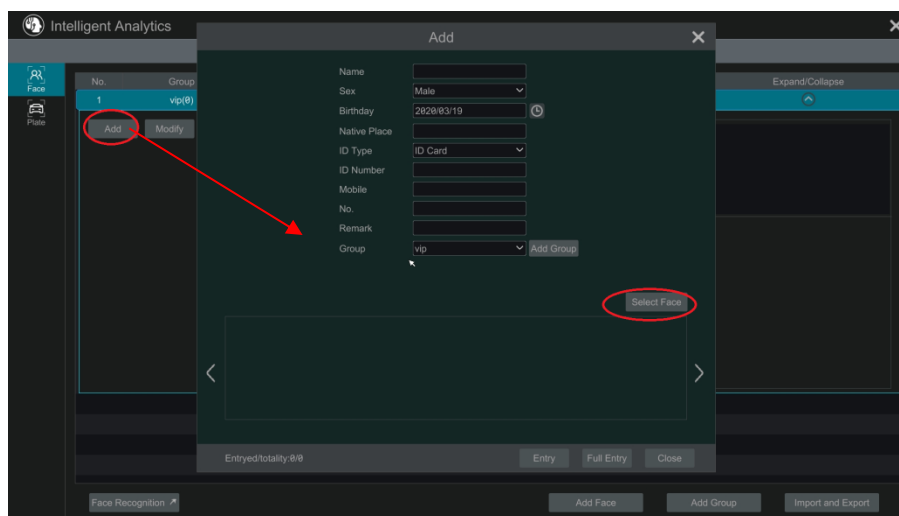 Intelligent Analytics
Add
Face
Plate
No. Group Expand/Collapse
1 vip(0)
Add Modify
Name
Sex Male
Birthday 2020/03/19
Native Place
ID Type ID Card
ID Number
Mobile
No.
Remark
Group vip Add Group
Select Face
Entryed/totality:0/0 Entry Full Entry Close
Face Recognition Add Face Add Group Import and Export